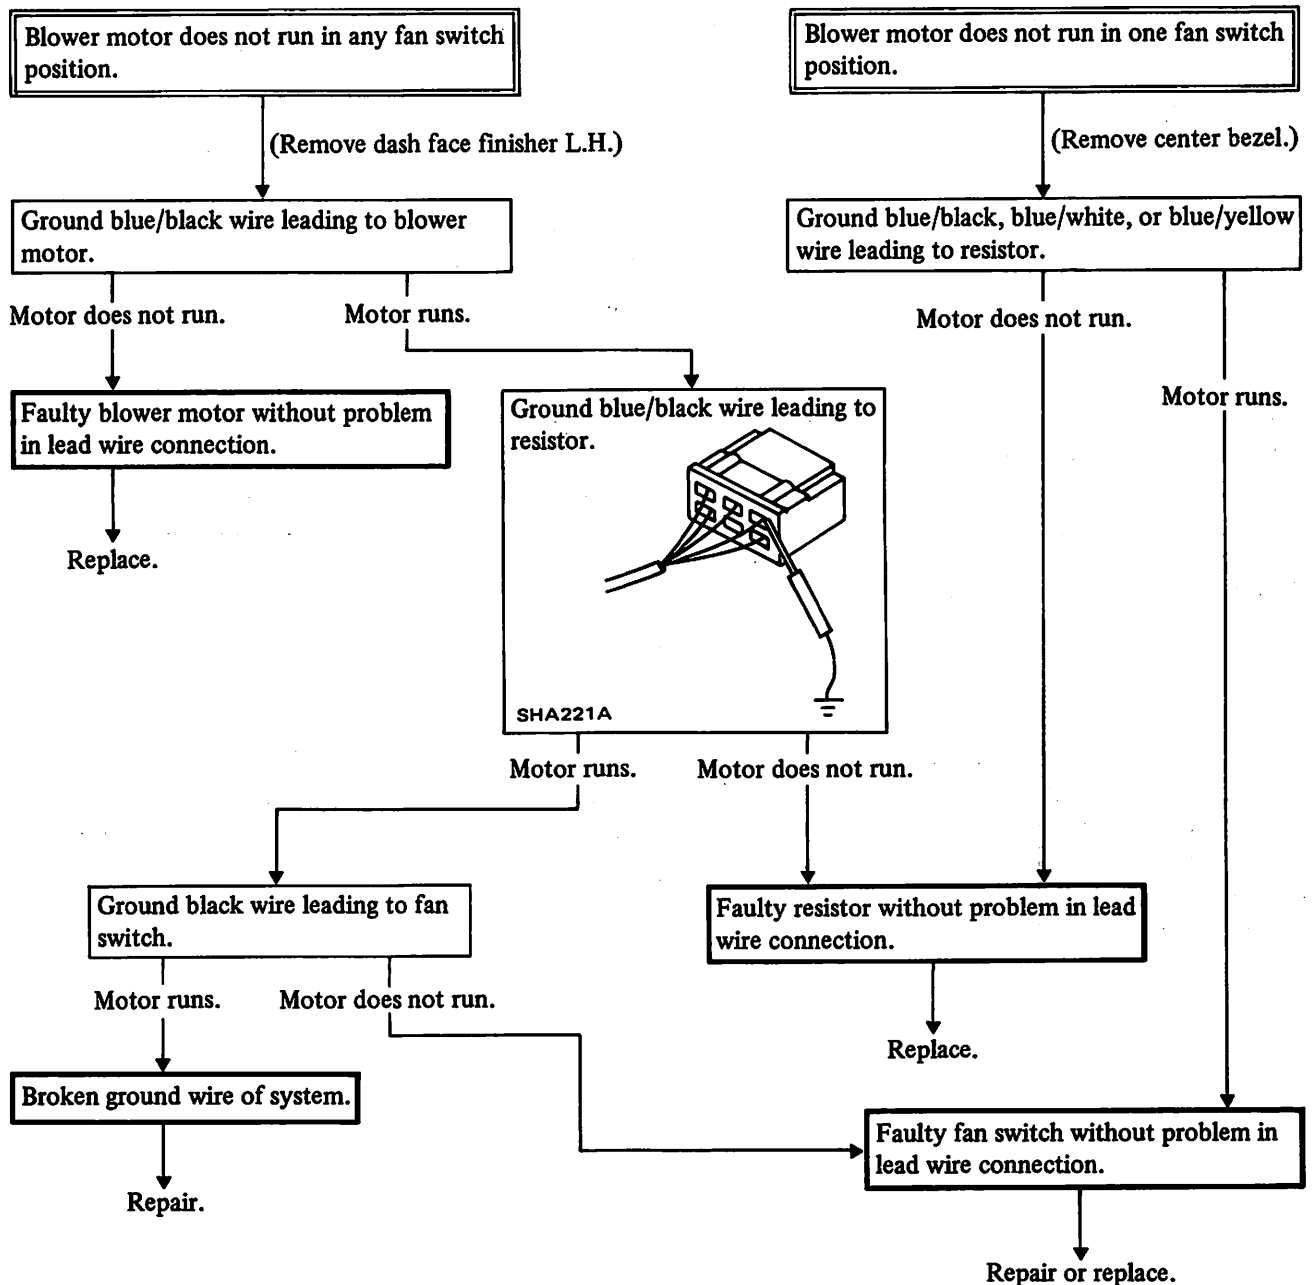 Blower motor does not run in any fan switch
position.
Blower motor does not run in one fan switch
position.
(Remove dash face finisher L.H.)
(Remove center bezel.)
Ground blue/black wire leading to blower
motor.
Ground blue/black, blue/white, or blue/yellow
wire leading to resistor.
Motor does not run.
Motor runs.
Motor does not run.
Motor runs.
Faulty blower motor without problem
in lead wire connection.
Replace.
Ground blue/black wire leading to
resistor.
SHA221A
Motor runs.
Motor does not run.
Ground black wire leading to fan
switch.
Faulty resistor without problem in lead
wire connection.
Motor runs.
Motor does not run.
Replace.
Broken ground wire of system.
Faulty fan switch without problem in
lead wire connection.
Repair.
Repair or replace.